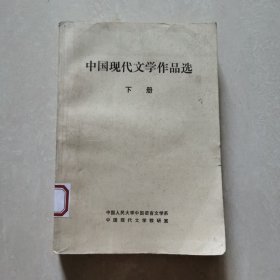 中国现代文学作品选
下册
中国人民大学中国语言文学系
中国现代文学教研室